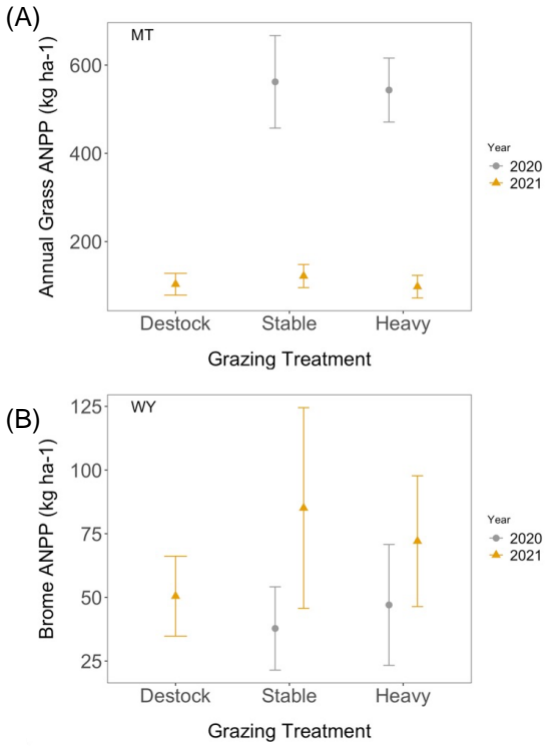 (A)
MT
Annual Grass ANPP (kg ha-1)
600
400
200
Destock Stable Heavy
Grazing Treatment
Year
2020
2021
(B)
WY
Brome ANPP (kg ha-1)
125
100
75
50
25
Destock Stable Heavy
Grazing Treatment
Year
2020
2021